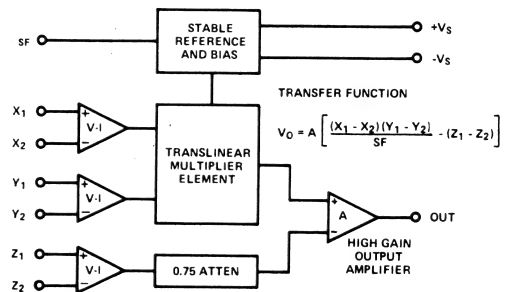 STABLE
REFERENCE
AND BIAS
SF
+VS
-VS
TRANSFER FUNCTION
VO = A [ (X1 - X2) (Y1 - Y2) / SF - (Z1 - Z2) ]
X1
+
V-I
X2
−
TRANSLINEAR
MULTIPLIER
ELEMENT
Y1
+
V-I
Y2
−
+
A
−
OUT
HIGH GAIN
OUTPUT
AMPLIFIER
Z1
+
V-I
Z2
−
0.75 ATTEN